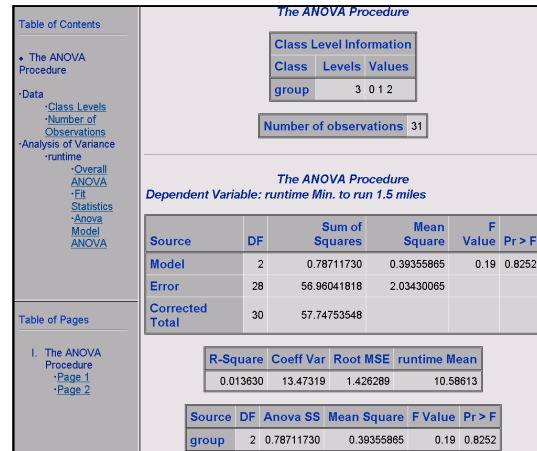 Table of Contents
• The ANOVA
Procedure
·Data
·Class Levels
·Number of
Observations
·Analysis of Variance
·runtime
·Overall
ANOVA
·Fit
Statistics
·Anova
Model
ANOVA
Table of Pages
I. The ANOVA
Procedure
·Page 1
·Page 2
The ANOVA Procedure
Class Level Information
Class Levels Values
group 3 0 1 2
Number of observations 31
The ANOVA Procedure
Dependent Variable: runtime Min. to run 1.5 miles
Source DF Sum of Squares Mean Square F Value Pr > F
Model 2 0.78711730 0.39355865 0.19 0.8252
Error 28 56.96041818 2.03430065
Corrected Total 30 57.74753548
R-Square Coeff Var Root MSE runtime Mean
0.013630 13.47319 1.426289 10.58613
Source DF Anova SS Mean Square F Value Pr > F
group 2 0.78711730 0.39355865 0.19 0.8252